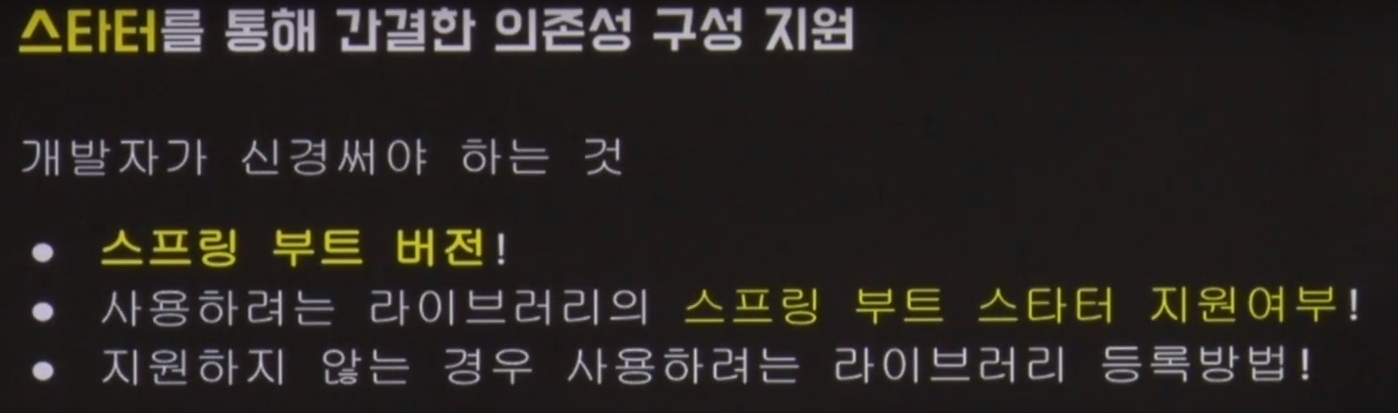 스타터를 통해 간결한 의존성 구성 지원
개발자가 신경써야 하는 것
● 스프링 부트 버전!
● 사용하려는 라이브러리의 스프링 부트 스타터 지원여부!
● 지원하지 않는 경우 사용하려는 라이브러리 등록방법!